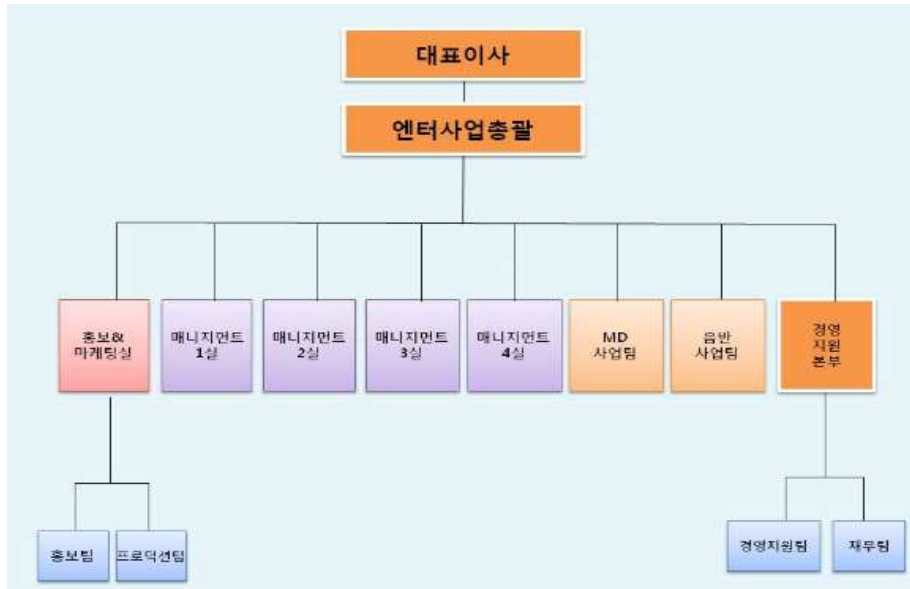 대표이사
엔터사업총괄
홍보&
마케팅실
매니지먼트
1실
매니지먼트
2실
매니지먼트
3실
매니지먼트
4실
MD
사업팀
음반
사업팀
경영
지원
본부
홍보팀
프로덕션팀
경영지원팀
재무팀